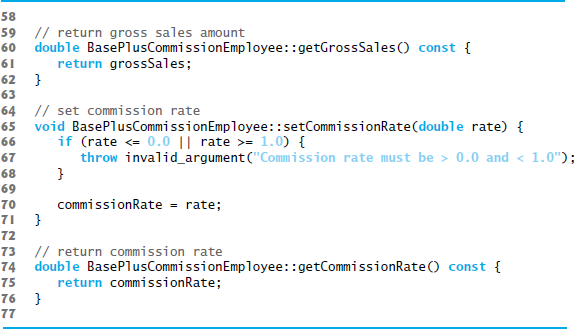 58
59 // return gross sales amount
60 double BasePlusCommissionEmployee::getGrossSales() const {
61    return grossSales;
62 }
63
64 // set commission rate
65 void BasePlusCommissionEmployee::setCommissionRate(double rate) {
66    if (rate <= 0.0 || rate >= 1.0) {
67       throw invalid_argument("Commission rate must be > 0.0 and < 1.0");
68    }
69
70    commissionRate = rate;
71 }
72
73 // return commission rate
74 double BasePlusCommissionEmployee::getCommissionRate() const {
75    return commissionRate;
76 }
77